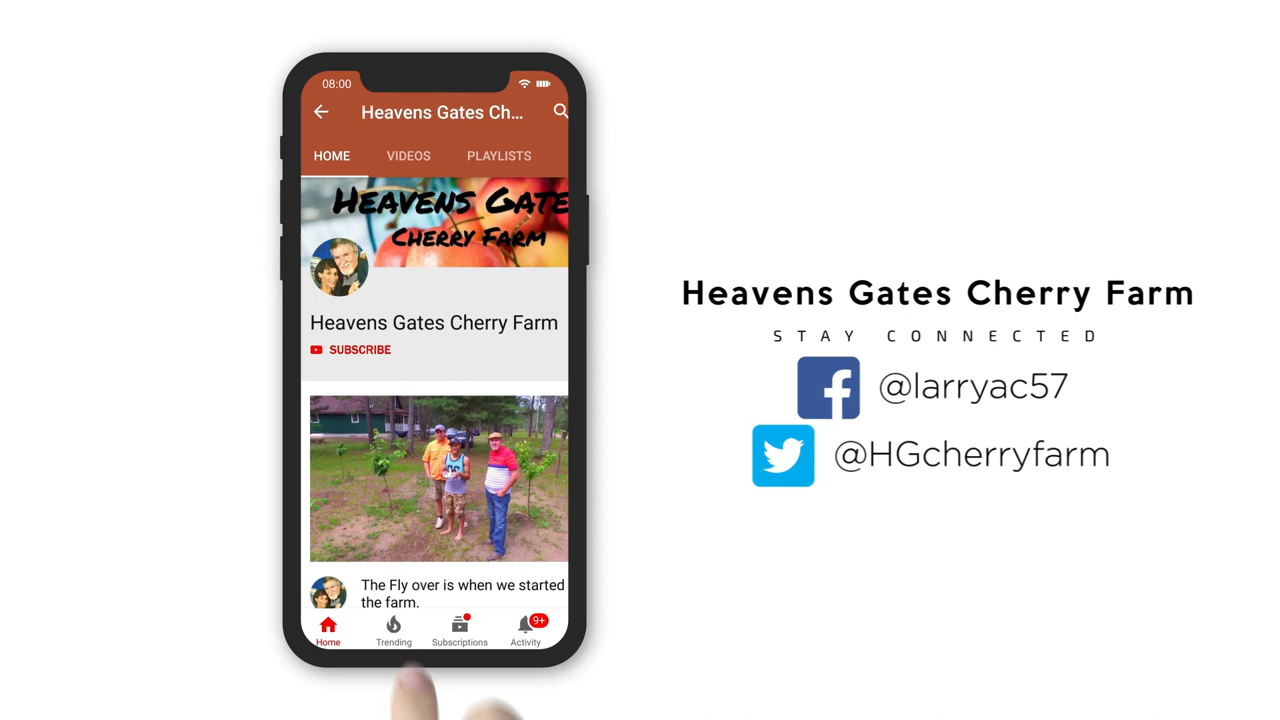 08:00
Heavens Gates Ch...
HOME VIDEOS PLAYLISTS
HEAVENS GATE
CHERRY FARM
Heavens Gates Cherry Farm
SUBSCRIBE
The Fly over is when we started
the farm.
9+
Home Trending Subscriptions Activity
Heavens Gates Cherry Farm
STAY CONNECTED
@larryac57
@HGcherryfarm